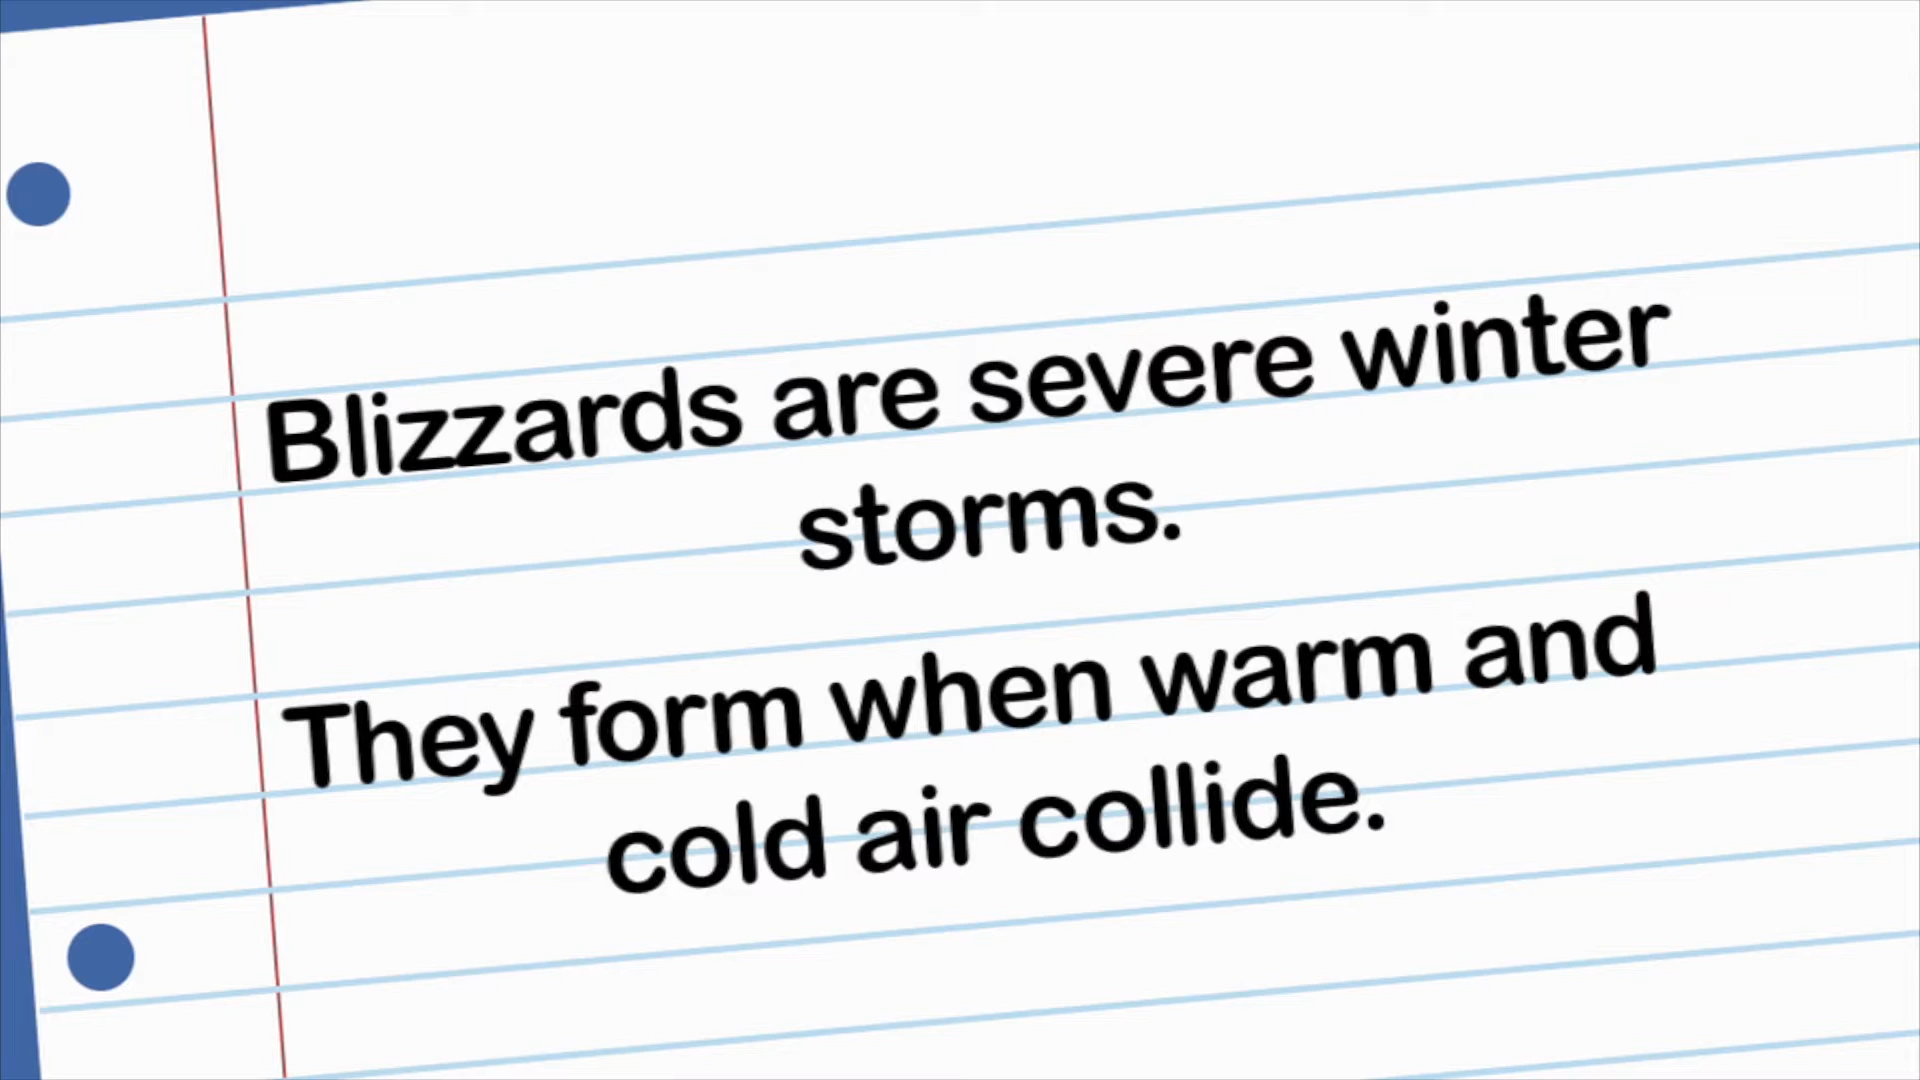 Blizzards are severe winter
storms.
They form when warm and
cold air collide.